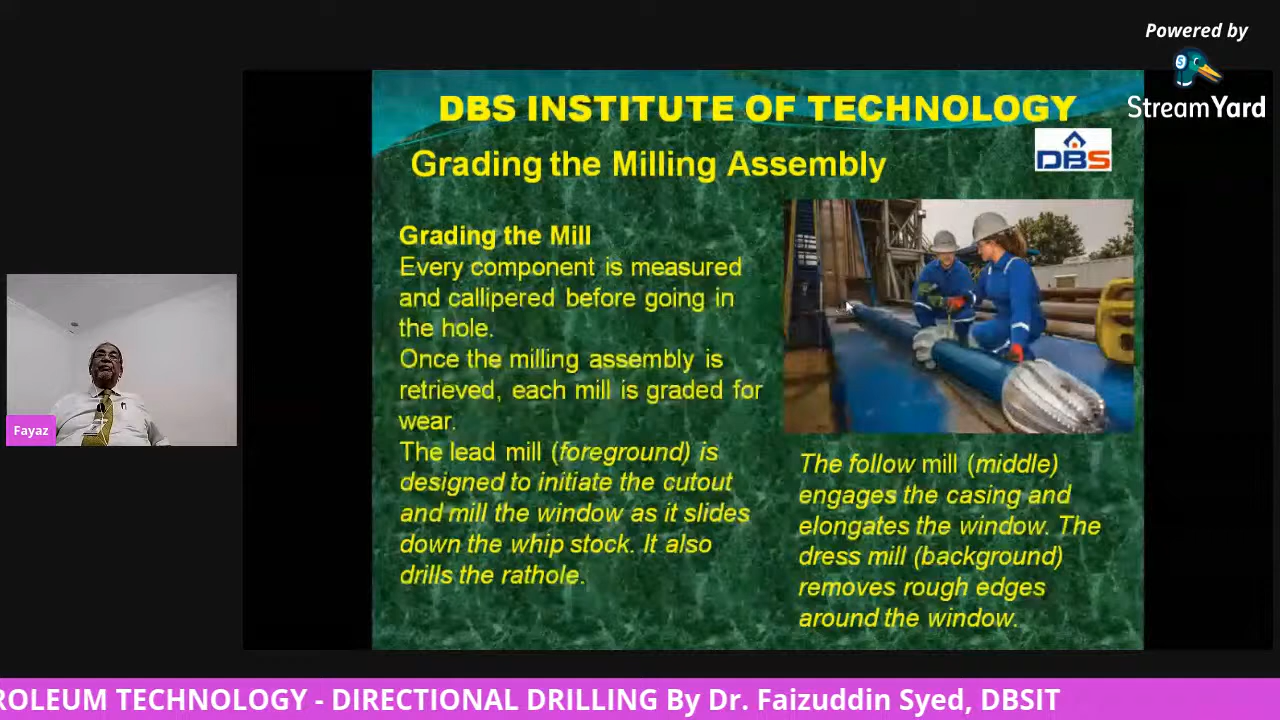 Powered by
StreamYard
DBS INSTITUTE OF TECHNOLOGY
DBS
Grading the Milling Assembly
Grading the Mill
Every component is measured
and callipered before going in
the hole.
Once the milling assembly is
retrieved, each mill is graded for
wear.
The lead mill (foreground) is
designed to initiate the cutout
and mill the window as it slides
down the whip stock. It also
drills the rathole.
The follow mill (middle)
engages the casing and
elongates the window. The
dress mill (background)
removes rough edges
around the window.
Fayaz
ROLEUM TECHNOLOGY - DIRECTIONAL DRILLING By Dr. Faizuddin Syed, DBSIT